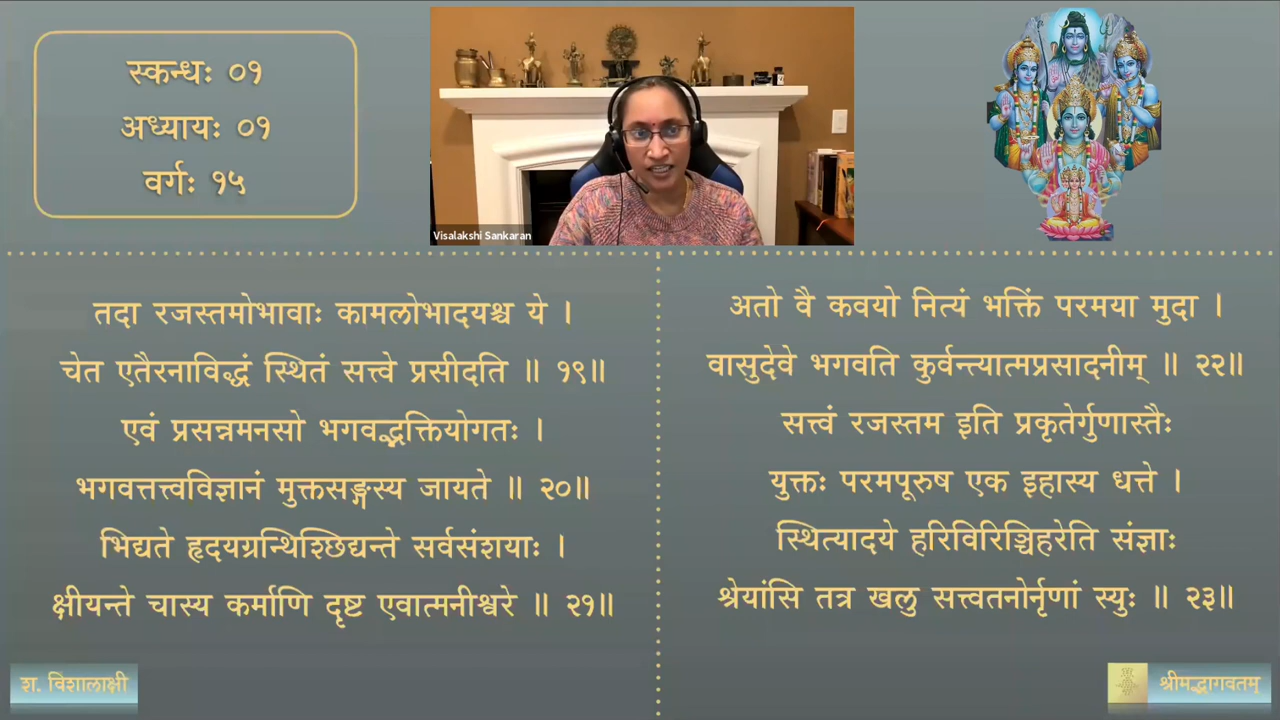 स्कन्धः ०१
अध्यायः ०१
वर्गः १५
Visalakshi Sankaran
तदा रजस्तमोभावाः कामलोभादयश्च ये ।
चेत एतैरनाविद्धं स्थितं सत्त्वे प्रसीदति ॥ १९॥
एवं प्रसन्नमनसो भगवद्भक्तियोगतः ।
भगवत्तत्त्वविज्ञानं मुक्तसङ्गस्य जायते ॥ २०॥
भिद्यते हृदयग्रन्थिश्छिद्यन्ते सर्वसंशयाः ।
क्षीयन्ते चास्य कर्माणि दृष्ट एवात्मनीश्वरे ॥ २१॥
अतो वै कवयो नित्यं भक्तिं परमया मुदा ।
वासुदेवे भगवति कुर्वन्त्यात्मप्रसादनीम् ॥ २२॥
सत्त्वं रजस्तम इति प्रकृतेर्गुणास्तैः
युक्तः परमपूरुष एक इहास्य धत्ते ।
स्थित्यादये हरिविरिञ्चिहरेति संज्ञाः
श्रेयांसि तत्र खलु सत्त्वतनोर्नृणां स्युः ॥ २३॥
श. विशालाक्षी
श्रीमद्भागवतम्